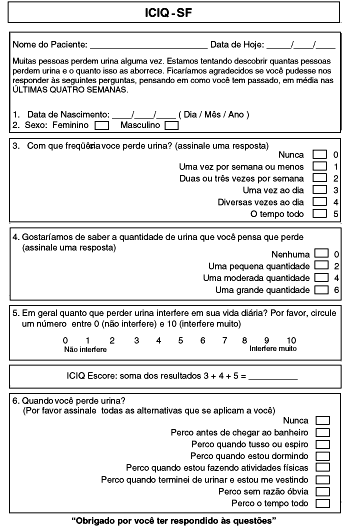 ICIQ - SF
Nome do Paciente: ____________________________ Data de Hoje: _____/____/____
Muitas pessoas perdem urina alguma vez. Estamos tentando descobrir quantas pessoas
perdem urina e o quanto isso as aborrece. Ficaríamos agradecidos se você pudesse nos
responder às seguintes perguntas, pensando em como você tem passado, em média nas
ÚLTIMAS QUATRO SEMANAS.
1. Data de Nascimento: ____/____/____ ( Dia / Mês / Ano )
2. Sexo: Feminino Masculino
3. Com que freqüência voce perde urina? (assinale uma resposta)
Nunca 0
Uma vez por semana ou menos 1
Duas ou três vezes por semana 2
Uma vez ao dia 3
Diversas vezes ao dia 4
O tempo todo 5
4. Gostaríamos de saber a quantidade de urina que você pensa que perde
(assinale uma resposta)
Nenhuma 0
Uma pequena quantidade 2
Uma moderada quantidade 4
Uma grande quantidade 6
5. Em geral quanto que perder urina interfere em sua vida diária? Por favor, circule
um número entre 0 (não interfere) e 10 (interfere muito)
0 1 2 3 4 5 6 7 8 9 10
Não interfere Interfere muito
ICIQ Escore: soma dos resultados 3 + 4 + 5 = __________
6. Quando você perde urina?
(Por favor assinale todas as alternativas que se aplicam a você)
Nunca
Perco antes de chegar ao banheiro
Perco quando tusso ou espiro
Perco quando estou dormindo
Perco quando estou fazendo atividades físicas
Perco quando terminei de urinar e estou me vestindo
Perco sem razão óbvia
Perco o tempo todo
“Obrigado por você ter respondido às questões”